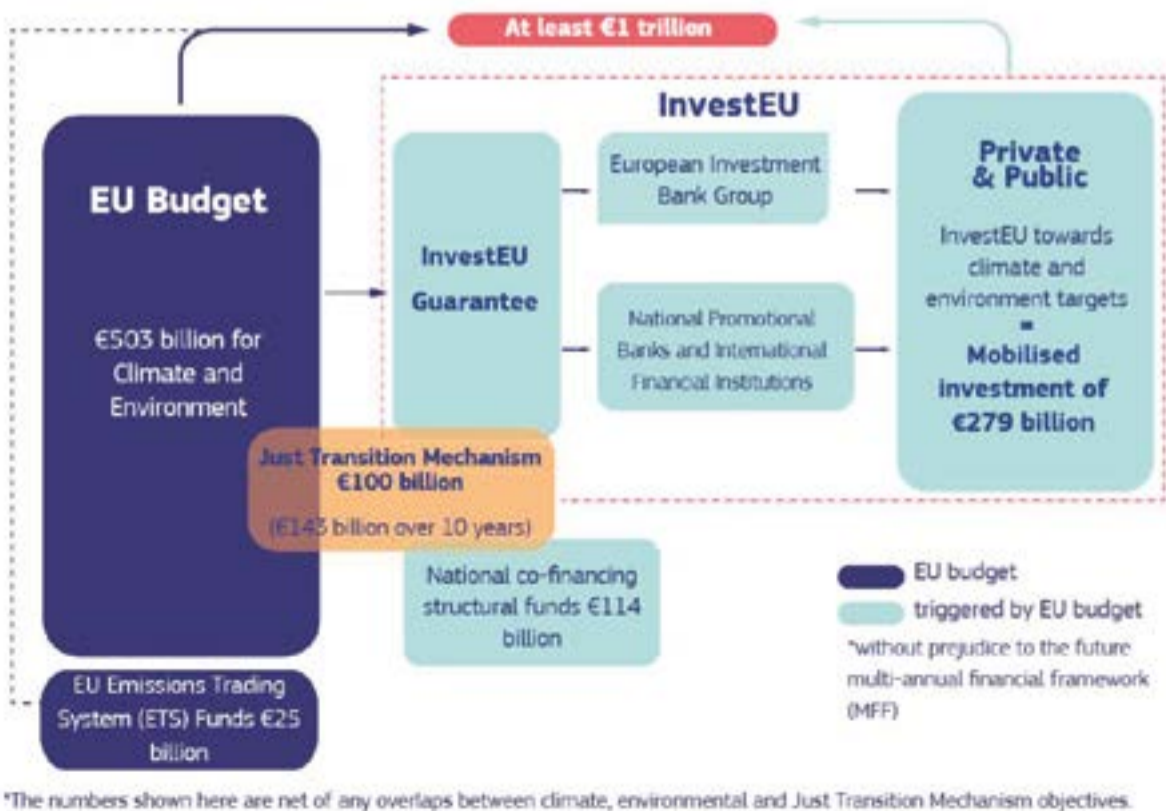 At least €1 trillion
EU Budget
€503 billion for
Climate and
Environment
InvestEU
InvestEU
Guarantee
European Investment
Bank Group
National Promotional
Banks and International
Financial Institutions
Private
& Public
InvestEU towards
climate and
environment targets
=
Mobilised
investment of
€279 billion
Just Transition Mechanism
€100 billion
(€143 billion over 10 years)
National co-financing
structural funds €114
billion
EU Emissions Trading
System (ETS) Funds €25
billion
EU budget
triggered by EU budget
*without prejudice to the future
multi-annual financial framework
(MFF)
*The numbers shown here are net of any overlaps between climate, environmental and Just Transition Mechanism objectives.